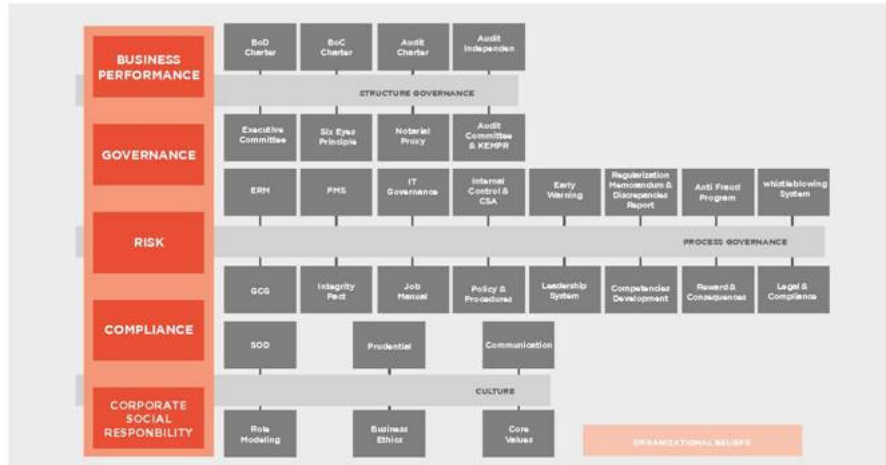 BUSINESS
PERFORMANCE
GOVERNANCE
RISK
COMPLIANCE
CORPORATE
SOCIAL
RESPONBILITY
BoD
Charter
BoC
Charter
Audit
Charter
Audit
Independen
STRUCTURE GOVERNANCE
Executive
Committee
Six Eyes
Principle
Notarial
Proxy
Audit
Committee
& KEMPR
ERM
PMS
IT
Governance
Internal
Control &
CSA
Early
Warning
Regularization
Memorandum &
Discrepancies
Report
Anti Fraud
Program
whistleblowing
System
PROCESS GOVERNANCE
GCG
Integrity
Pact
Job
Manual
Policy &
Procedures
Leadership
System
Competencies
Development
Reward &
Consequences
Legal &
Compliance
SOD
Prudential
Communication
CULTURE
Role
Modeling
Business
Ethics
Core
Values
ORGANIZATIONAL BELIEFS